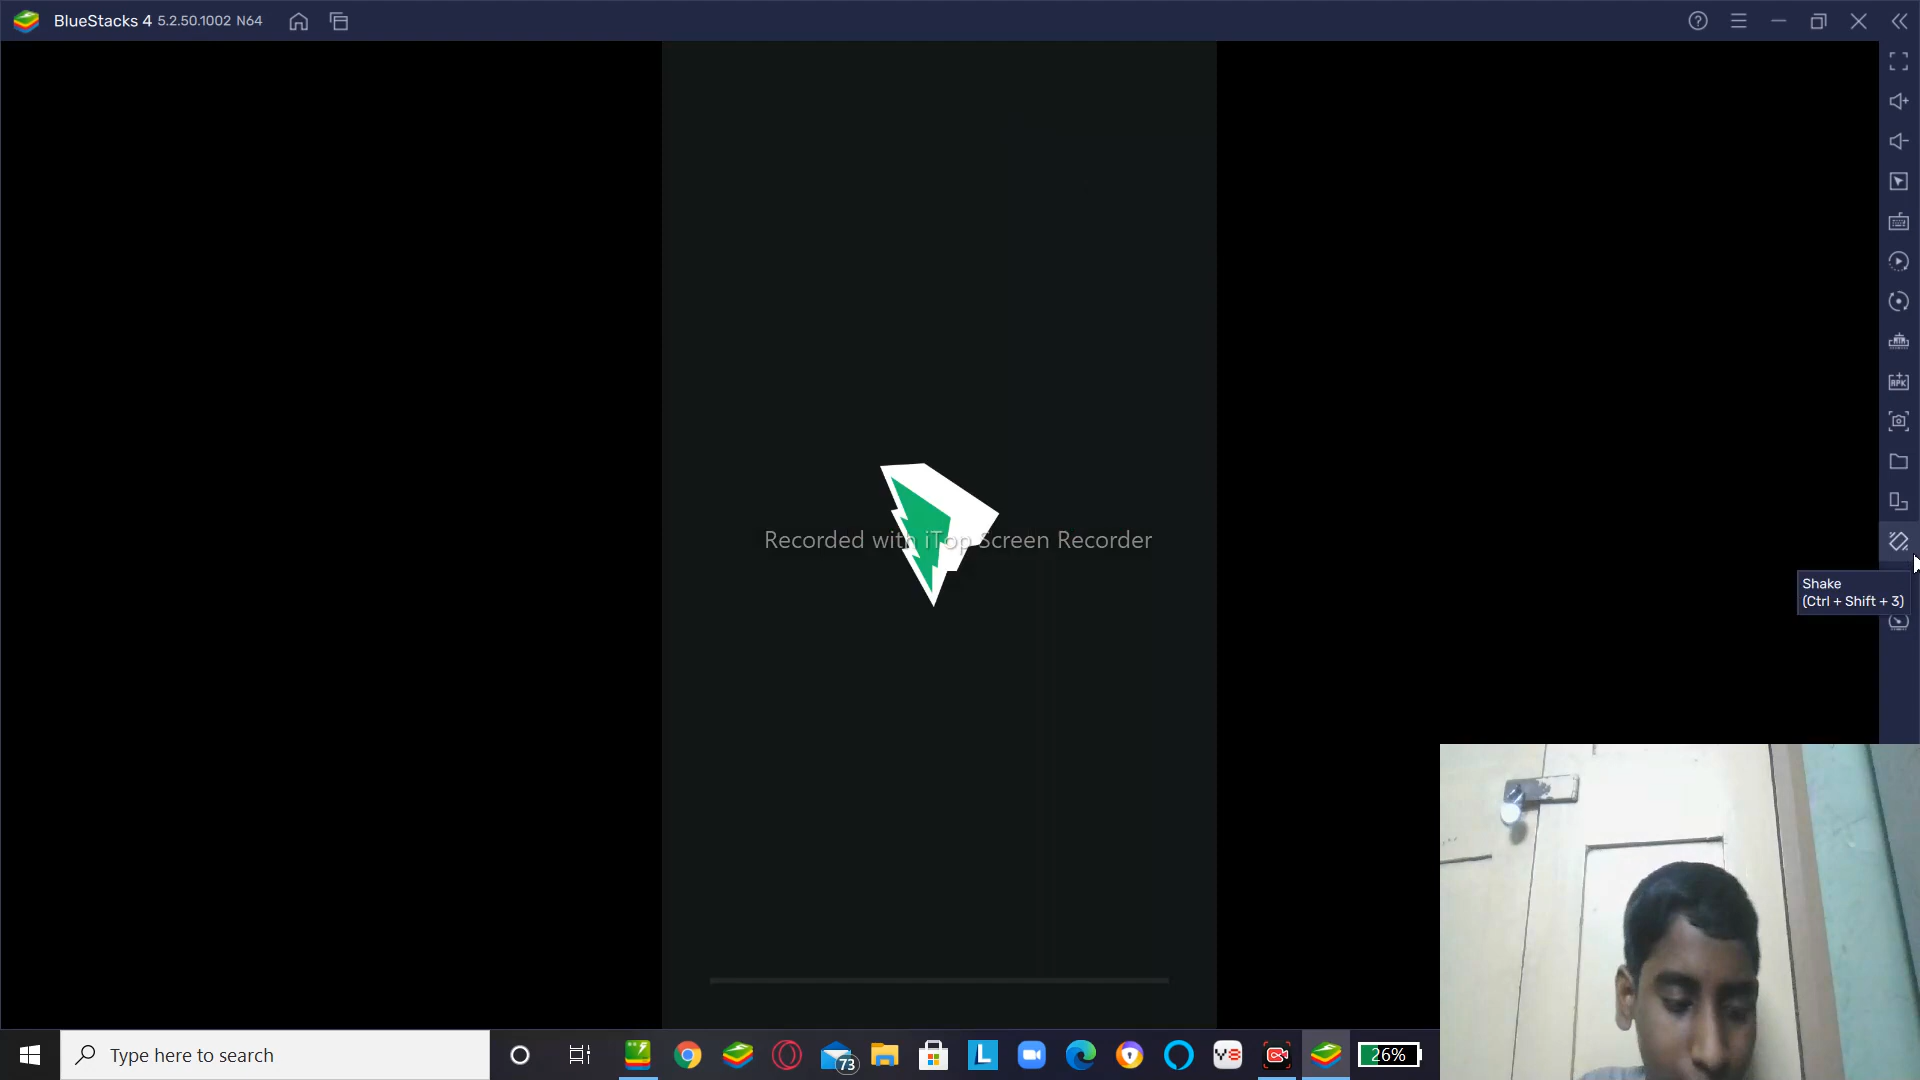 BlueStacks 4 5.2.50.1002 N64
Recorded with iTop Screen Recorder
Shake
(Ctrl + Shift + 3)
Type here to search
73
L
26%